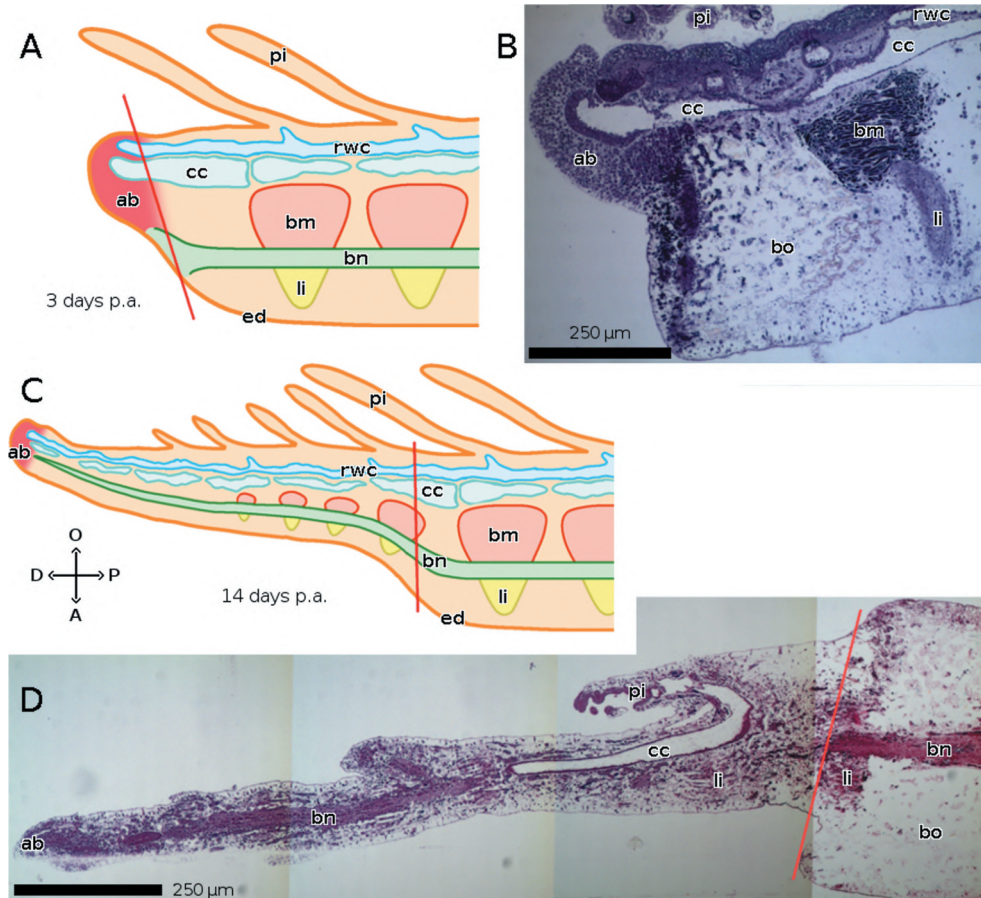 A
pi
rwc
cc
ab
bm
bn
li
3 days p.a.
ed
B
pi
rwc
cc
cc
bm
ab
li
bo
250 µm
C
pi
ab
rwc
cc
bm
bn
O
D P
A
14 days p.a.
li
ed
D
pi
cc
bn
li
li
bn
ab
bo
250 µm